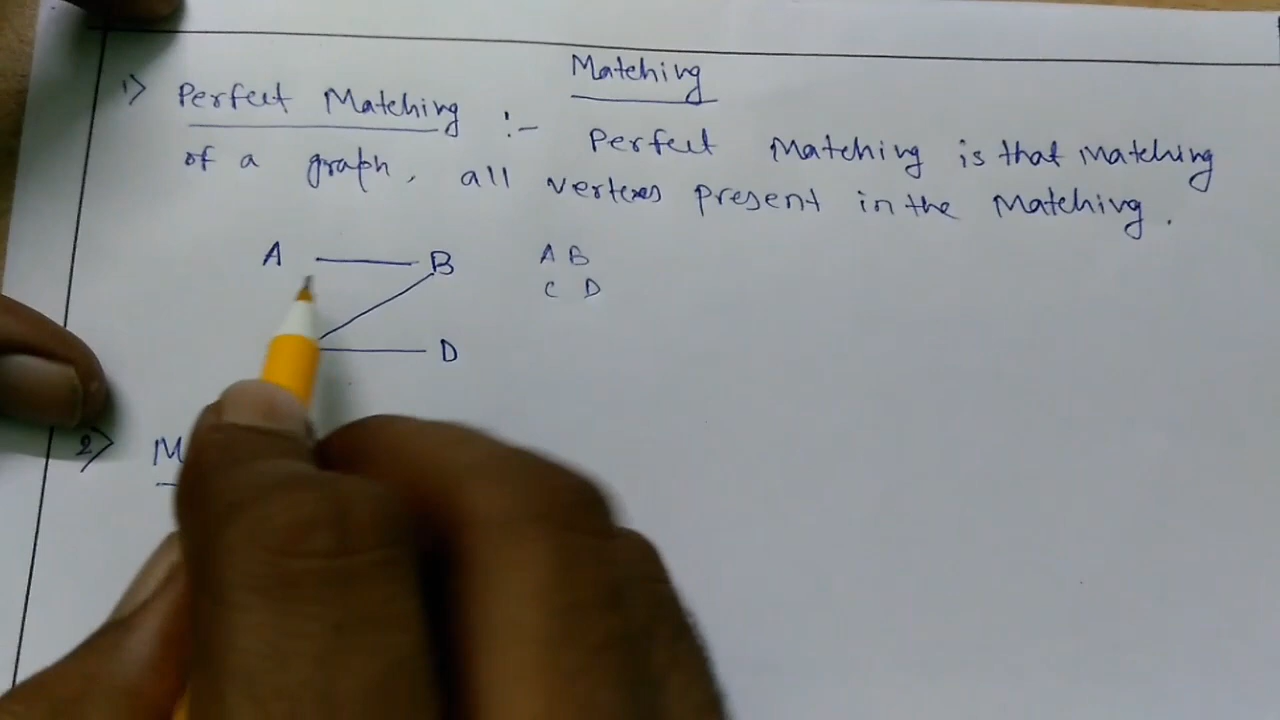 Matching
1) Perfect Matching :- Perfect Matching is that Matching
of a graph, all vertexes present in the Matching.
A B A B
C D
D
2)